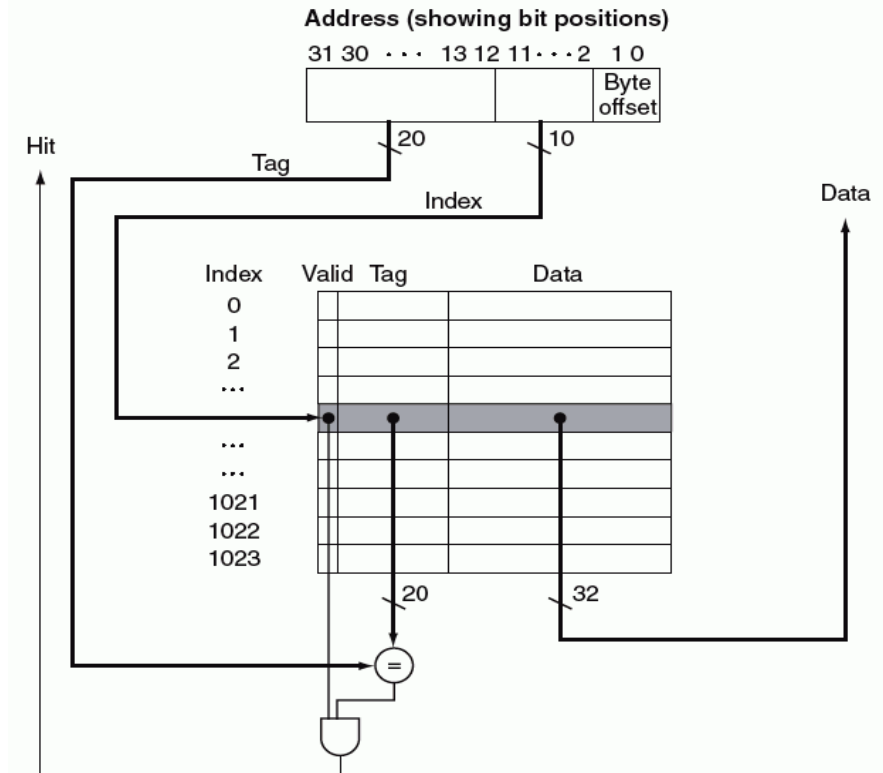 Address (showing bit positions)
31 30 ··· 13 12 11 ··· 2 1 0
Byte
offset
20
10
Hit
Tag
Data
Index
Index Valid Tag Data
0
1
2
...
...
...
1021
1022
1023
20
32
=